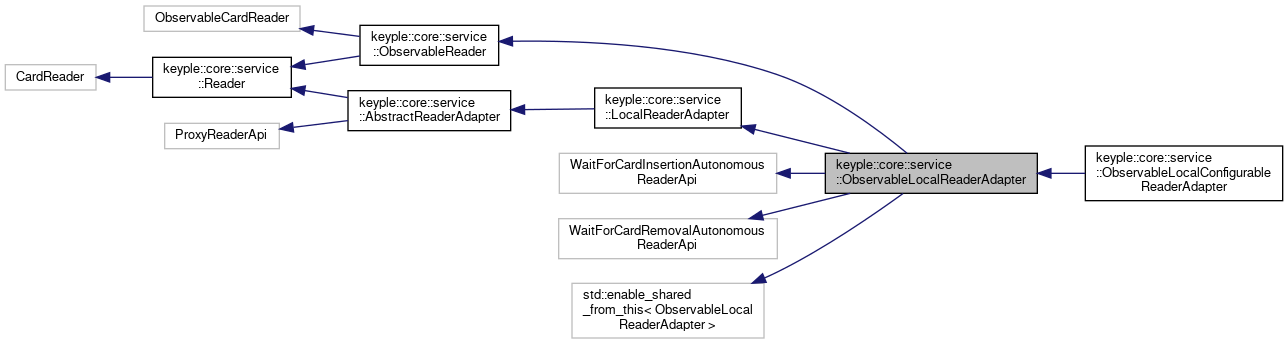 ObservableCardReader
keyple::core::service
::ObservableReader
CardReader
keyple::core::service
::Reader
keyple::core::service
::AbstractReaderAdapter
ProxyReaderApi
keyple::core::service
::LocalReaderAdapter
WaitForCardInsertionAutonomous
ReaderApi
WaitForCardRemovalAutonomous
ReaderApi
std::enable_shared
_from_this< ObservableLocal
ReaderAdapter >
keyple::core::service
::ObservableLocalReaderAdapter
keyple::core::service
::ObservableLocalConfigurable
ReaderAdapter